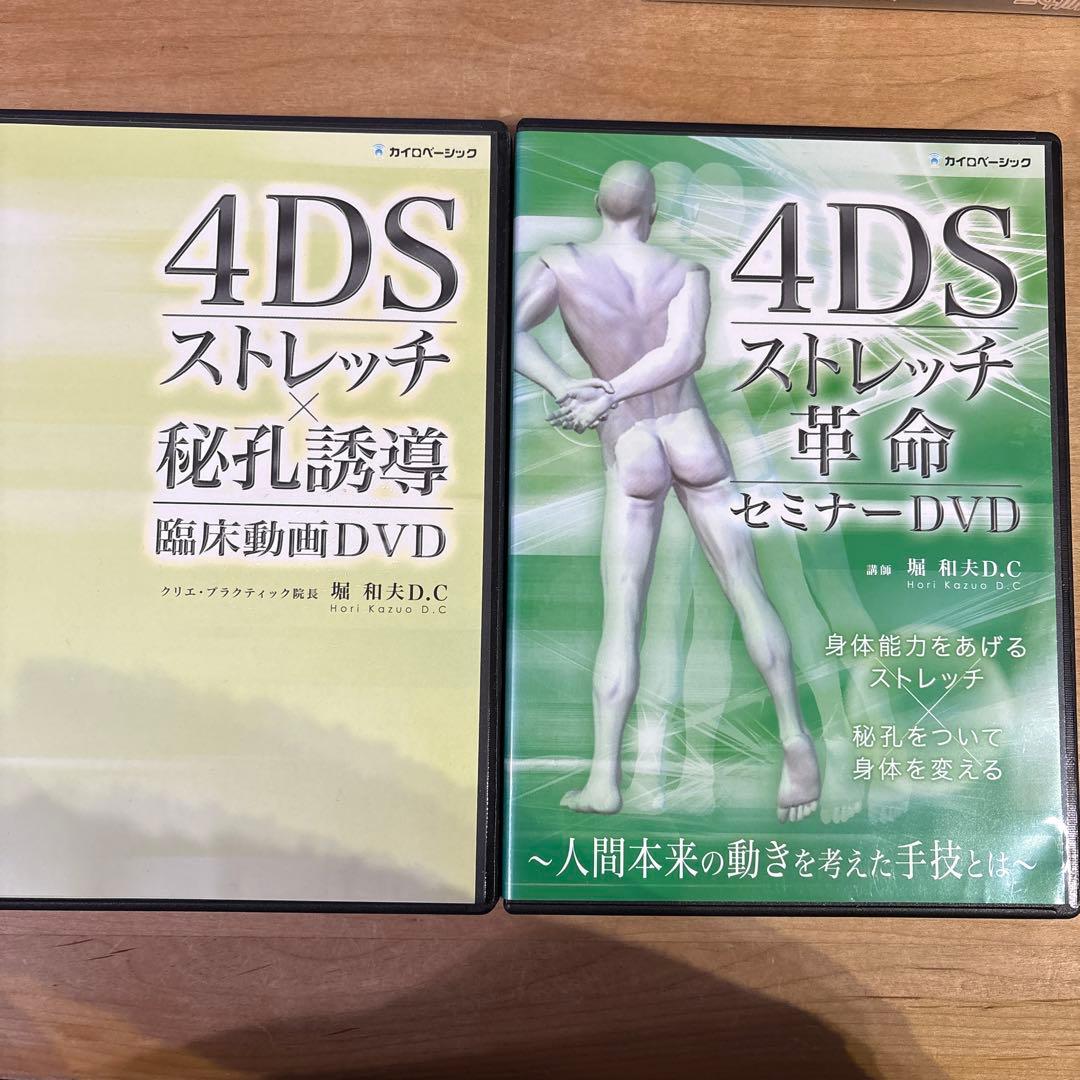 カイロベーシック
4DS
ストレッチ
×
秘孔誘導
臨床動画DVD
クリエ・プラクティック院長 堀 和夫D.C
Hori Kazuo D.C
カイロベーシック
4DS
ストレッチ
革命
セミナーDVD
講師 堀 和夫D.C
Hori Kazuo D.C
身体能力をあげる
ストレッチ
×
秘孔をついて
身体を変える
～人間本来の動きを考えた手技とは～